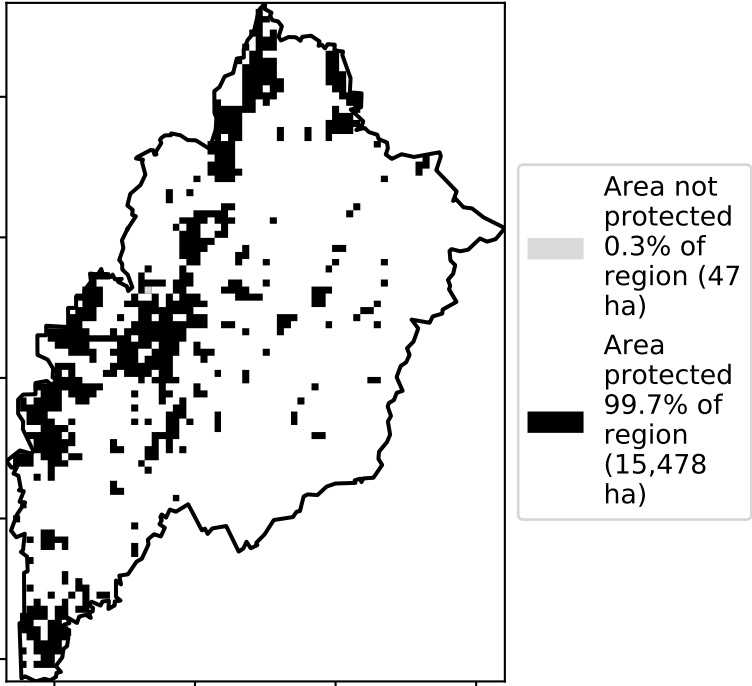 Area not
protected
0.3% of
region (47
ha)
Area
protected
99.7% of
region
(15,478
ha)